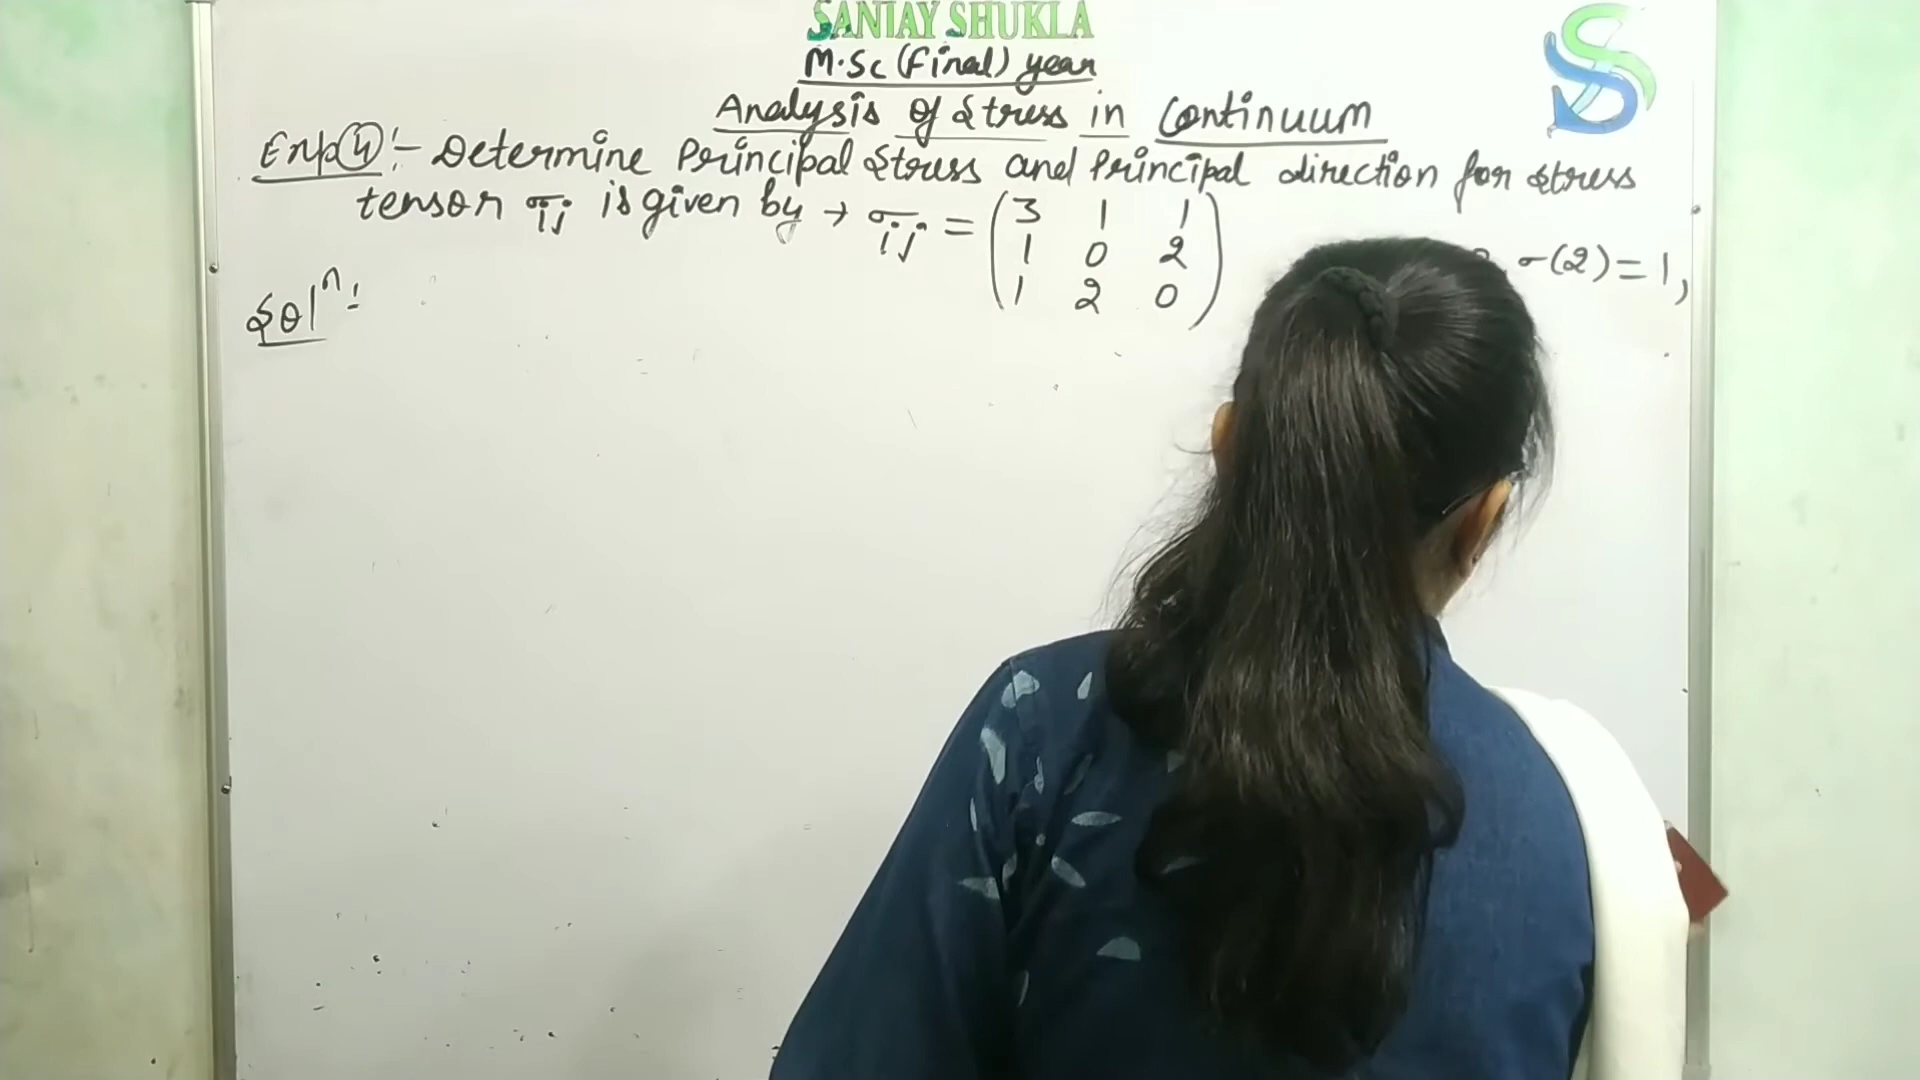 SANJAY SHUKLA
M.Sc (Final) year
Analysis of Stress in Continuum
Exp (4) :- Determine Principal Stress and Principal direction for stress
tensor σij is given by → σij = (3 1 1
1 0 2
1 2 0)
σ(2) = 1,
Solⁿ :-